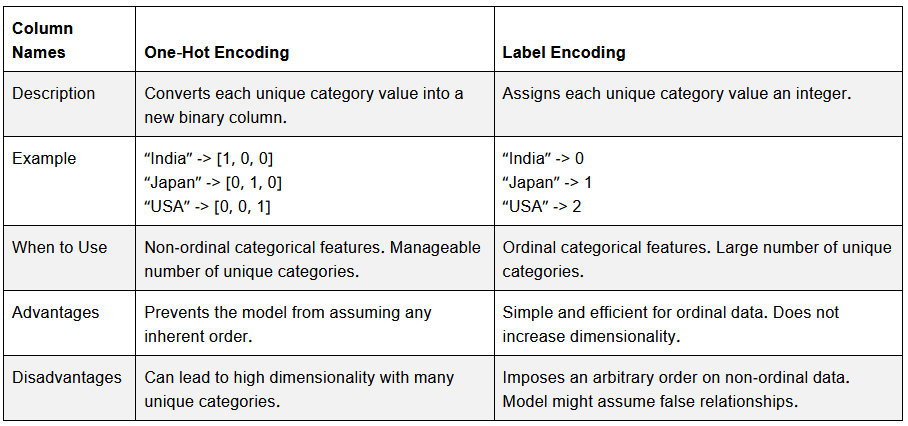 Column
Names
One-Hot Encoding
Label Encoding
Description
Converts each unique category value into a
new binary column.
Assigns each unique category value an integer.
Example
“India” -> [1, 0, 0]
“Japan” -> [0, 1, 0]
“USA” -> [0, 0, 1]
“India” -> 0
“Japan” -> 1
“USA” -> 2
When to Use
Non-ordinal categorical features. Manageable
number of unique categories.
Ordinal categorical features. Large number of unique
categories.
Advantages
Prevents the model from assuming any
inherent order.
Simple and efficient for ordinal data. Does not
increase dimensionality.
Disadvantages
Can lead to high dimensionality with many
unique categories.
Imposes an arbitrary order on non-ordinal data.
Model might assume false relationships.